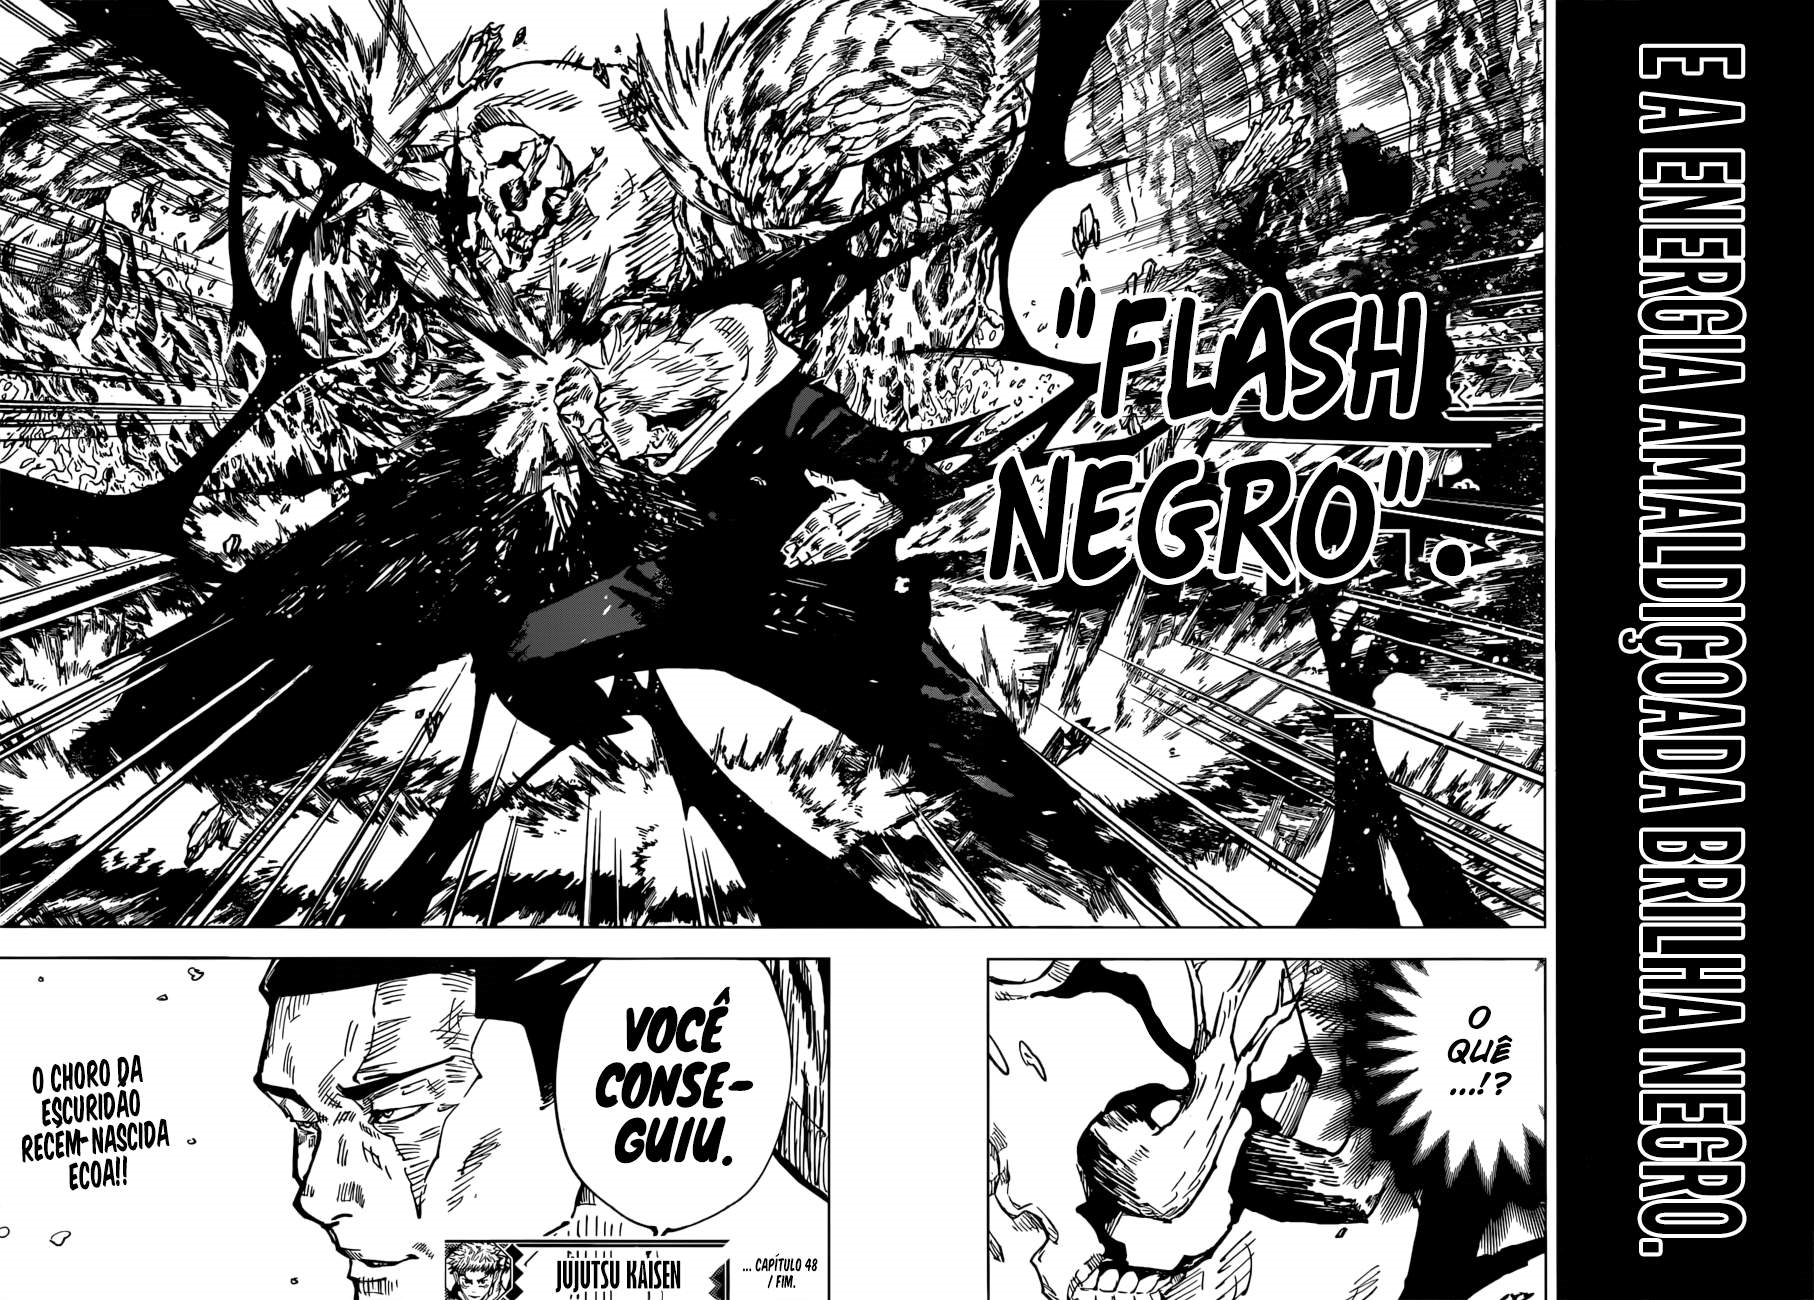 E A ENERGIA AMALDIÇOADA BRILHA NEGRO.
"FLASH
NEGRO".
O
QUÊ
...!?
VOCÊ
CONSE-
GUIU.
O CHORO DA
ESCURIDÃO
RECÉM-NASCIDA
ECOA!!
JUJUTSU KAISEN
... CAPÍTULO 48
/ FIM.